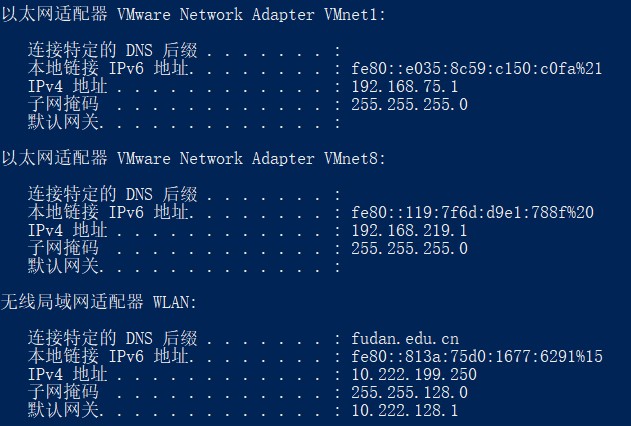 以太网适配器 VMware Network Adapter VMnet1:
连接特定的 DNS 后缀 . . . . . . . :
本地链接 IPv6 地址. . . . . . . . : fe80::e035:8c59:c150:c0fa%21
IPv4 地址 . . . . . . . . . . . . : 192.168.75.1
子网掩码 . . . . . . . . . . . . : 255.255.255.0
默认网关. . . . . . . . . . . . . :
以太网适配器 VMware Network Adapter VMnet8:
连接特定的 DNS 后缀 . . . . . . . :
本地链接 IPv6 地址. . . . . . . . : fe80::119:7f6d:d9e1:788f%20
IPv4 地址 . . . . . . . . . . . . : 192.168.219.1
子网掩码 . . . . . . . . . . . . : 255.255.255.0
默认网关. . . . . . . . . . . . . :
无线局域网适配器 WLAN:
连接特定的 DNS 后缀 . . . . . . . : fudan.edu.cn
本地链接 IPv6 地址. . . . . . . . : fe80::813a:75d0:1677:6291%15
IPv4 地址 . . . . . . . . . . . . : 10.222.199.250
子网掩码 . . . . . . . . . . . . : 255.255.128.0
默认网关. . . . . . . . . . . . . : 10.222.128.1